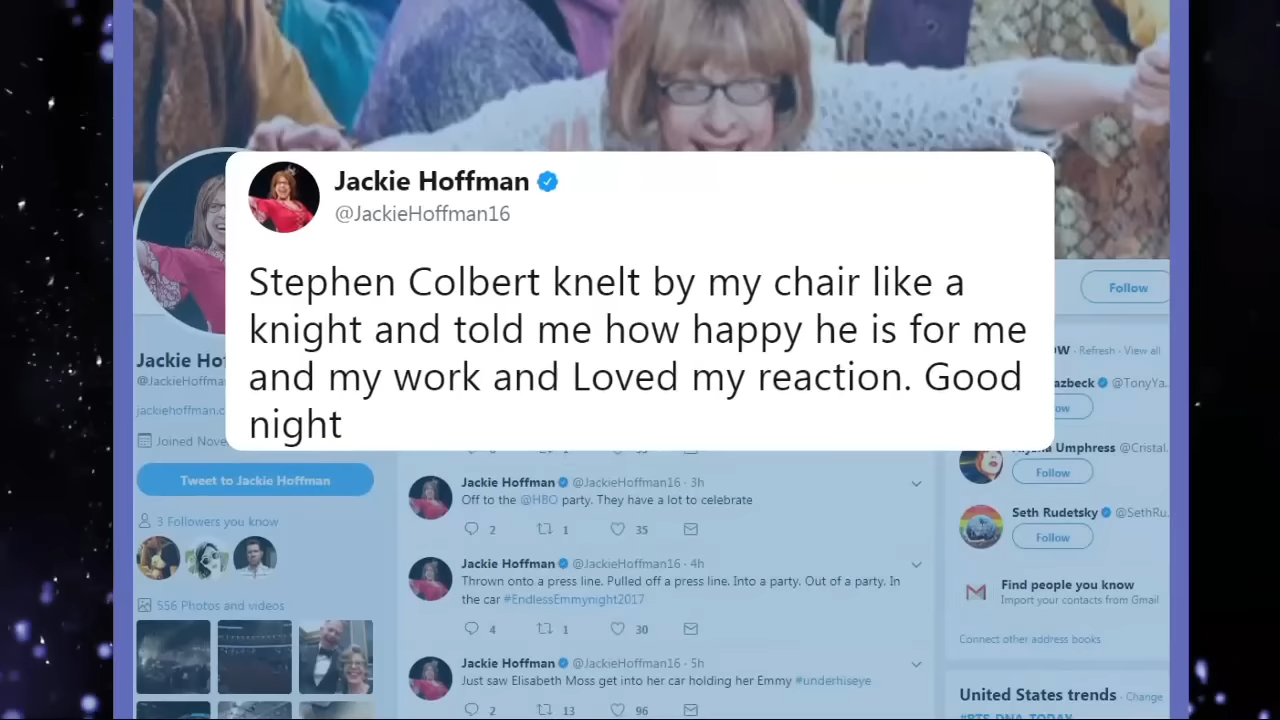 Jackie Hoffman
@JackieHoffman16
Stephen Colbert knelt by my chair like a
knight and told me how happy he is for me
and my work and Loved my reaction. Good
night
Follow
Jackie Ho
@JackieHoffma
jackiehoffman.c
Joined Nove
Tweet to Jackie Hoffman
3 Followers you know
556 Photos and videos
Jackie Hoffman @JackieHoffman16 · 3h
Off to the @HBO party. They have a lot to celebrate
2 1 35
Jackie Hoffman @JackieHoffman16 · 4h
Thrown onto a press line. Pulled off a press line. Into a party. Out of a party. In
the car #EndlessEmmynight2017
4 1 30
Jackie Hoffman @JackieHoffman16 · 5h
Just saw Elisabeth Moss get into her car holding her Emmy #underhiseye
2 13 96
· Refresh · View all
azbeck @TonyYa..
Umphress @Cristal.
Follow
Seth Rudetsky @SethRu..
Follow
Find people you know
Import your contacts from Gmail
Connect other address books
United States trends · Change